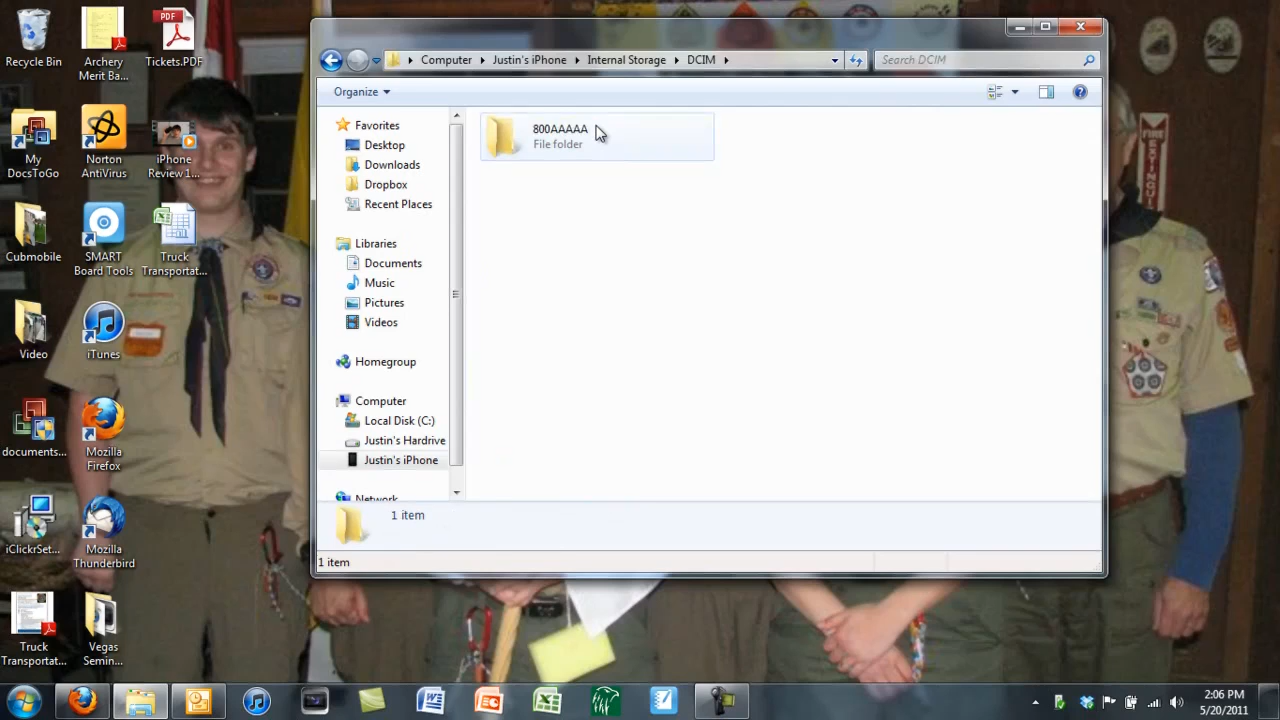 Recycle Bin
Archery
Merit Ba...
Tickets.PDF
My
DocsToGo
Norton
AntiVirus
iPhone
Review 1...
Cubmobile
SMART
Board Tools
Truck
Transportat...
Video
iTunes
documents...
Mozilla
Firefox
iClickrSet...
Mozilla
Thunderbird
Truck
Transportat...
Vegas
Semin...
Computer Justin's iPhone Internal Storage DCIM
Search DCIM
Organize
Favorites
Desktop
Downloads
Dropbox
Recent Places
Libraries
Documents
Music
Pictures
Videos
Homegroup
Computer
Local Disk (C:)
Justin's Hardrive
Justin's iPhone
Network
800AAAAA
File folder
1 item
1 item
FIRE
EXTINGUI
2:06 PM
5/20/2011